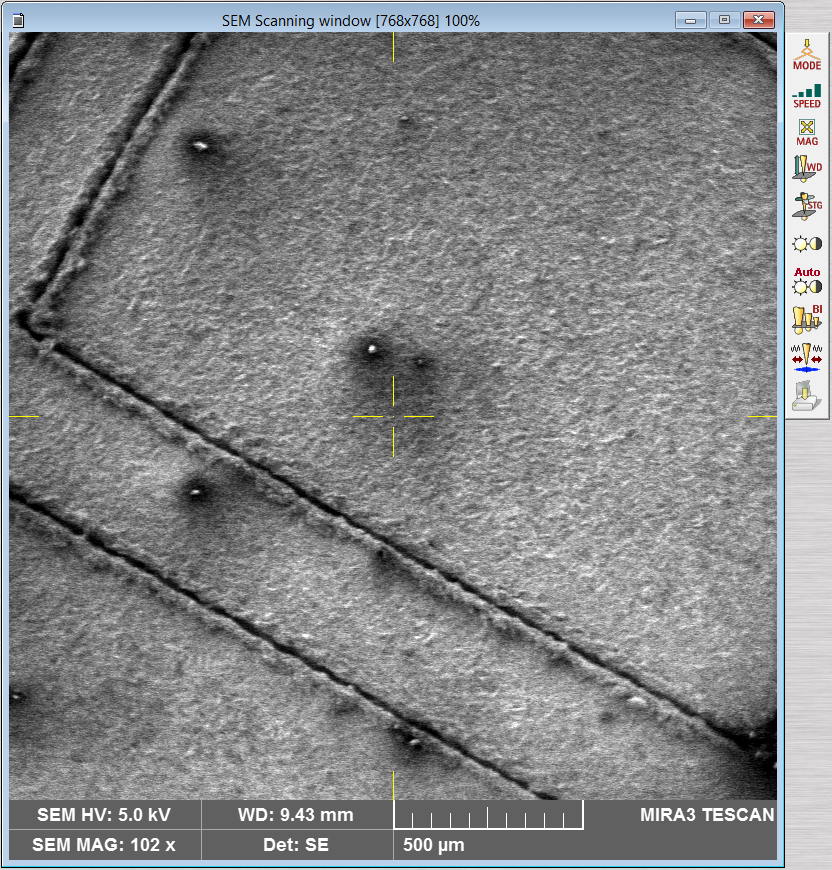 SEM Scanning window [768x768] 100%
MODE
SPEED
MAG
WD
STG
Auto
BI
SEM HV: 5.0 kV WD: 9.43 mm MIRA3 TESCAN
SEM MAG: 102 x Det: SE 500 µm